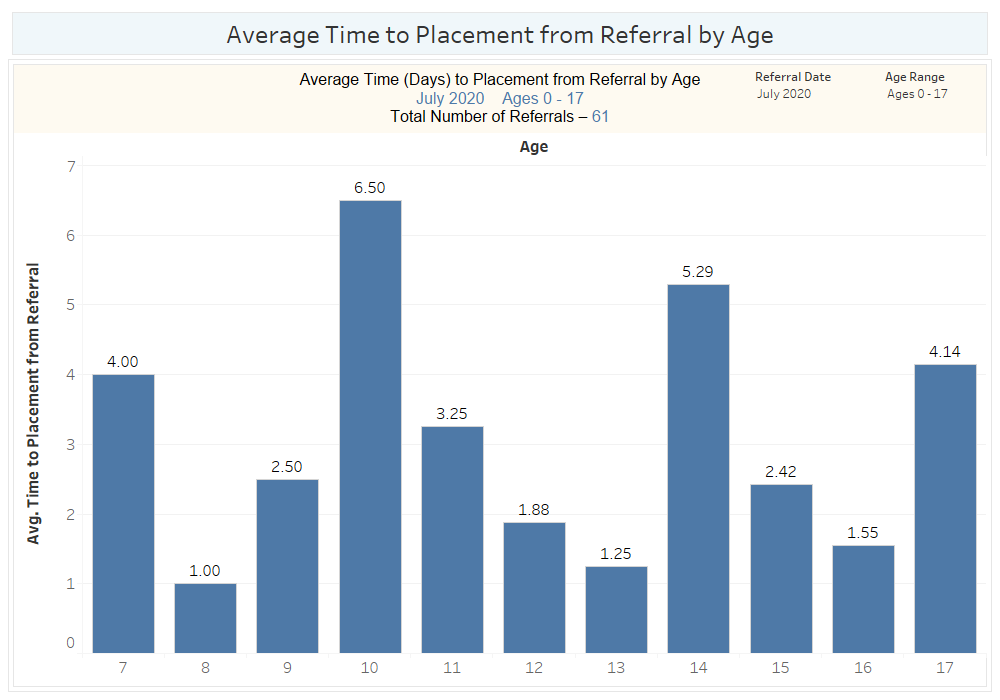 Average Time to Placement from Referral by Age
Average Time (Days) to Placement from Referral by Age
July 2020 Ages 0 - 17
Total Number of Referrals – 61
Referral Date
July 2020
Age Range
Ages 0 - 17
Age
Avg. Time to Placement from Referral
7
6
5
4
3
2
1
0
4.00
1.00
2.50
6.50
3.25
1.88
1.25
5.29
2.42
1.55
4.14
7 8 9 10 11 12 13 14 15 16 17